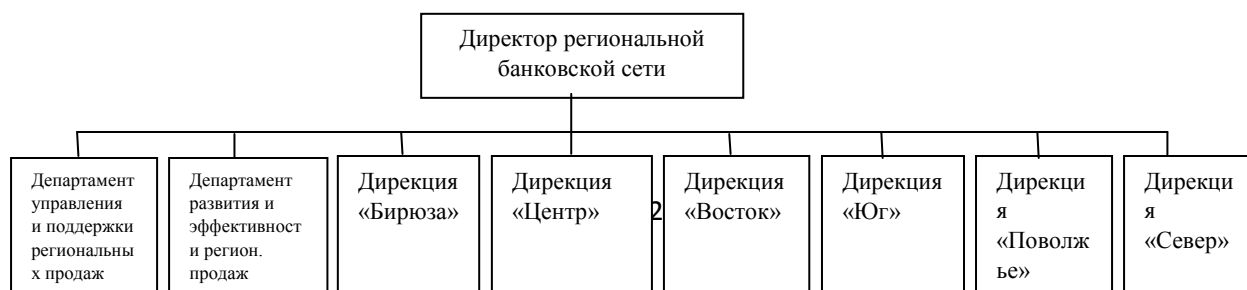 Директор региональной
банковской сети
Департамент
управления
и поддержки
региональны
х продаж
Департамент
развития и
эффективност
и регион.
продаж
Дирекция
«Бирюза»
Дирекция
«Центр»
2
Дирекция
«Восток»
Дирекция
«Юг»
Дирекци
я
«Поволж
ье»
Дирекци
я
«Север»